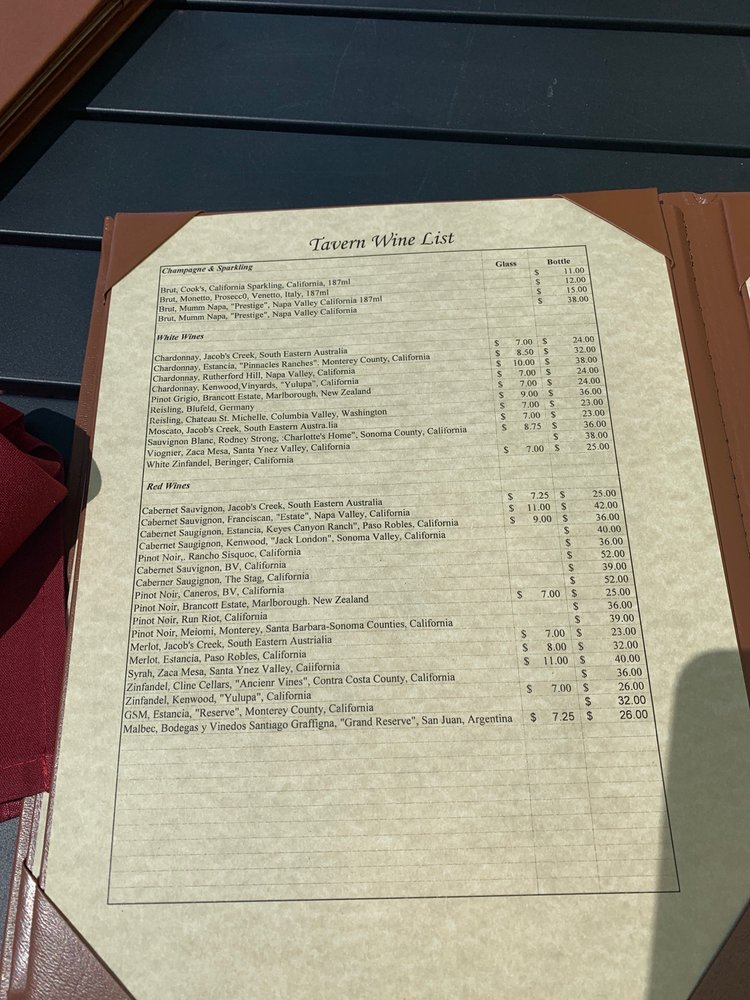 Tavern Wine List
Champagne & Sparkling Glass Bottle
Brut, Cook's, California Sparkling, California, 187ml $ 11.00
Brut, Monetto, Prosecc0, Venetto, Italy, 187ml $ 12.00
Brut, Mumm Napa, "Prestige", Napa Valley California 187ml $ 15.00
Brut, Mumm Napa, "Prestige", Napa Valley California $ 38.00
White Wines
Chardonnay, Jacob's Creek, South Eastern Australia $ 7.00 $ 24.00
Chardonnay, Estancia, "Pinnacles Ranches". Monterey County, California $ 8.50 $ 32.00
Chardonnay, Rutherford Hill, Napa Valley, California $ 10.00 $ 38.00
Chardonnay, Kenwood,Vinyards, "Yulupa", California $ 7.00 $ 24.00
Pinot Grigio, Brancott Estate, Marlborough, New Zealand $ 7.00 $ 24.00
Reisling, Blufeld, Germany $ 9.00 $ 36.00
Reisling, Chateau St. Michelle, Columbia Valley, Washington $ 7.00 $ 23.00
Moscato, Jacob's Creek, South Eastern Austra.lia $ 7.00 $ 23.00
Sauvignon Blanc, Rodney Strong, :Charlotte's Home", Sonoma County, California $ 8.75 $ 36.00
Viognier, Zaca Mesa, Santa Ynez Valley, California $ 38.00
White Zinfandel, Beringer, California $ 7.00 $ 25.00
Red Wines
Cabernet Sauvignon, Jacob's Creek, South Eastern Australia $ 7.25 $ 25.00
Cabernet Sauvignon, Franciscan, "Estate", Napa Valley, California $ 11.00 $ 42.00
Cabernet Saugignon, Estancia, Keyes Canyon Ranch", Paso Robles, California $ 9.00 $ 36.00
Cabernet Saugignon, Kenwood, "Jack London", Sonoma Valley, California $ 40.00
Pinot Noir,. Rancho Sisquoc, California $ 36.00
Cabernet Sauvignon, BV, California $ 52.00
Caberner Saugignon, The Stag, California $ 39.00
Pinot Noir, Caneros, BV, California $ 52.00
Pinot Noir, Brancott Estate, Marlborough. New Zealand $ 7.00 $ 25.00
Pinot Noir, Run Riot, California $ 36.00
Pinot Noir, Meiomi, Monterey, Santa Barbara-Sonoma Counties, California $ 39.00
Merlot, Jacob's Creek, South Eastern Austrialia $ 7.00 $ 23.00
Merlot, Estancia, Paso Robles, California $ 8.00 $ 32.00
Syrah, Zaca Mesa, Santa Ynez Valley, California $ 11.00 $ 40.00
Zinfandel, Cline Cellars, "Ancienr Vines", Contra Costa County, California $ 36.00
Zinfandel, Kenwood, "Yulupa", California $ 7.00 $ 26.00
GSM, Estancia, "Reserve", Monterey County, California $ 32.00
Malbec, Bodegas y Vinedos Santiago Graffigna, "Grand Reserve", San Juan, Argentina $ 7.25 $ 26.00